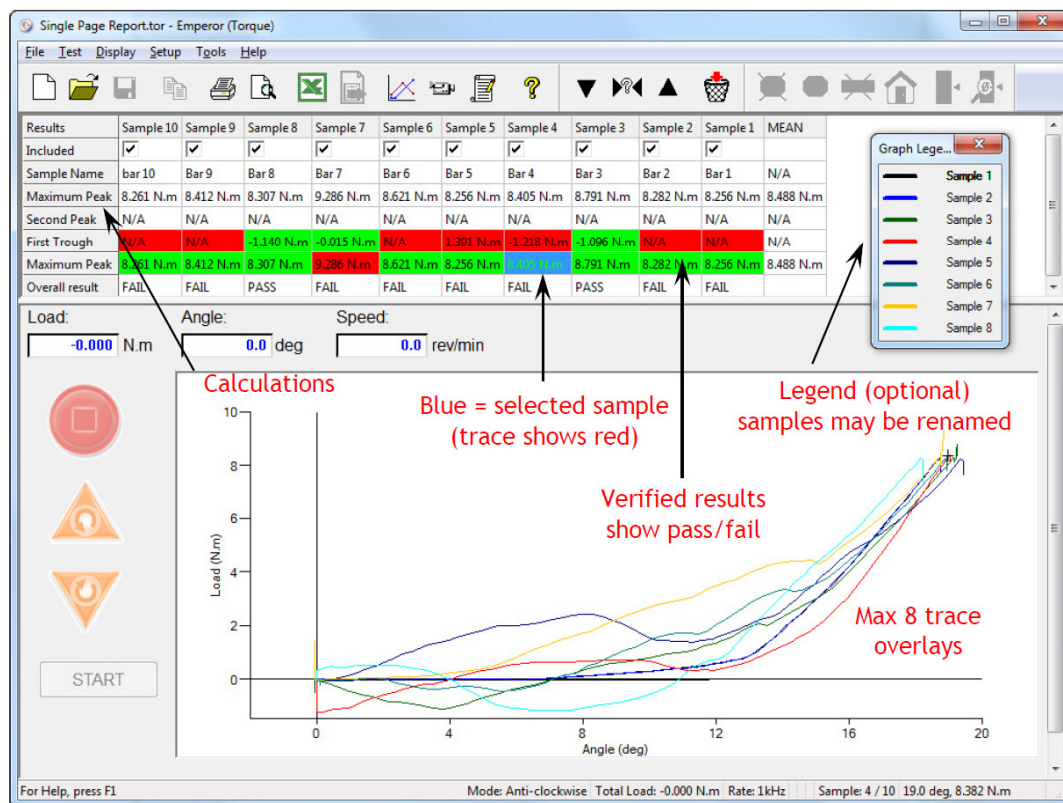 Single Page Report.tor - Emperor (Torque)
File Test Display Setup Tools Help
Results Sample 10 Sample 9 Sample 8 Sample 7 Sample 6 Sample 5 Sample 4 Sample 3 Sample 2 Sample 1 MEAN
Included
Sample Name bar 10 Bar 9 Bar 8 Bar 7 Bar 6 Bar 5 Bar 4 Bar 3 Bar 2 Bar 1 N/A
Maximum Peak 8.261 N.m 8.412 N.m 8.307 N.m 9.286 N.m 8.621 N.m 8.256 N.m 8.405 N.m 8.791 N.m 8.282 N.m 8.256 N.m 8.488 N.m
Second Peak N/A N/A N/A N/A N/A N/A N/A N/A N/A N/A N/A
First Trough N/A N/A -1.140 N.m -0.015 N.m N/A 1.391 N.m -1.218 N.m -1.096 N.m N/A N/A N/A
Maximum Peak 8.261 N.m 8.412 N.m 8.307 N.m 9.286 N.m 8.621 N.m 8.256 N.m 8.405 N.m 8.791 N.m 8.282 N.m 8.256 N.m 8.488 N.m
Overall result FAIL FAIL PASS FAIL FAIL FAIL FAIL PASS FAIL FAIL
Graph Lege...
Sample 1
Sample 2
Sample 3
Sample 4
Sample 5
Sample 6
Sample 7
Sample 8
Load: Angle: Speed:
-0.000 N.m 0.0 deg 0.0 rev/min
Calculations
Blue = selected sample
(trace shows red)
Legend (optional)
samples may be renamed
Verified results
show pass/fail
Max 8 trace
overlays
START
Load (N.m)
10
8
6
4
2
0
0 4 8 12 16 20
Angle (deg)
For Help, press F1 Mode: Anti-clockwise Total Load: -0.000 N.m Rate: 1kHz Sample: 4 / 10 19.0 deg, 8.382 N.m